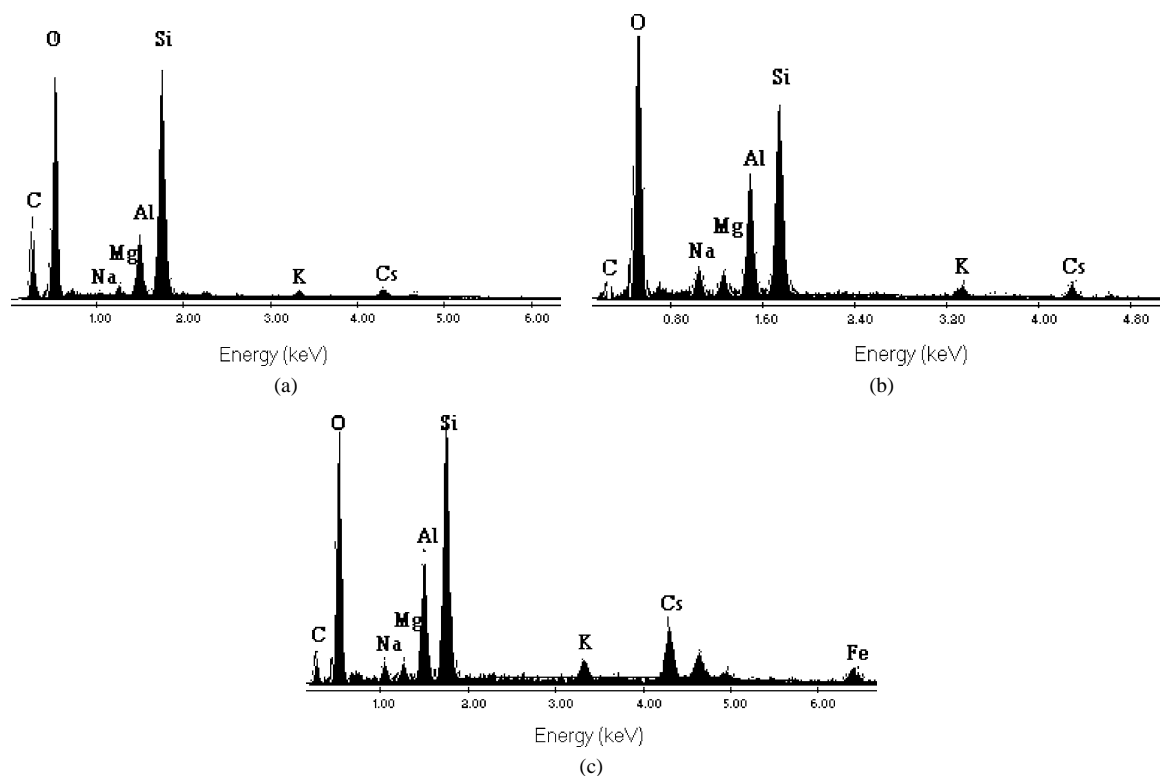 O
Si
C
Al
Mg
Na
K
Cs
1.00
2.00
3.00
4.00
5.00
6.00
Energy (keV)
(a)
O
Si
Al
Mg
Na
C
K
Cs
0.80
1.60
2.40
3.20
4.00
4.80
Energy (keV)
(b)
O
Si
Al
Cs
Mg
C
Na
K
Fe
1.00
2.00
3.00
4.00
5.00
6.00
Energy (keV)
(c)